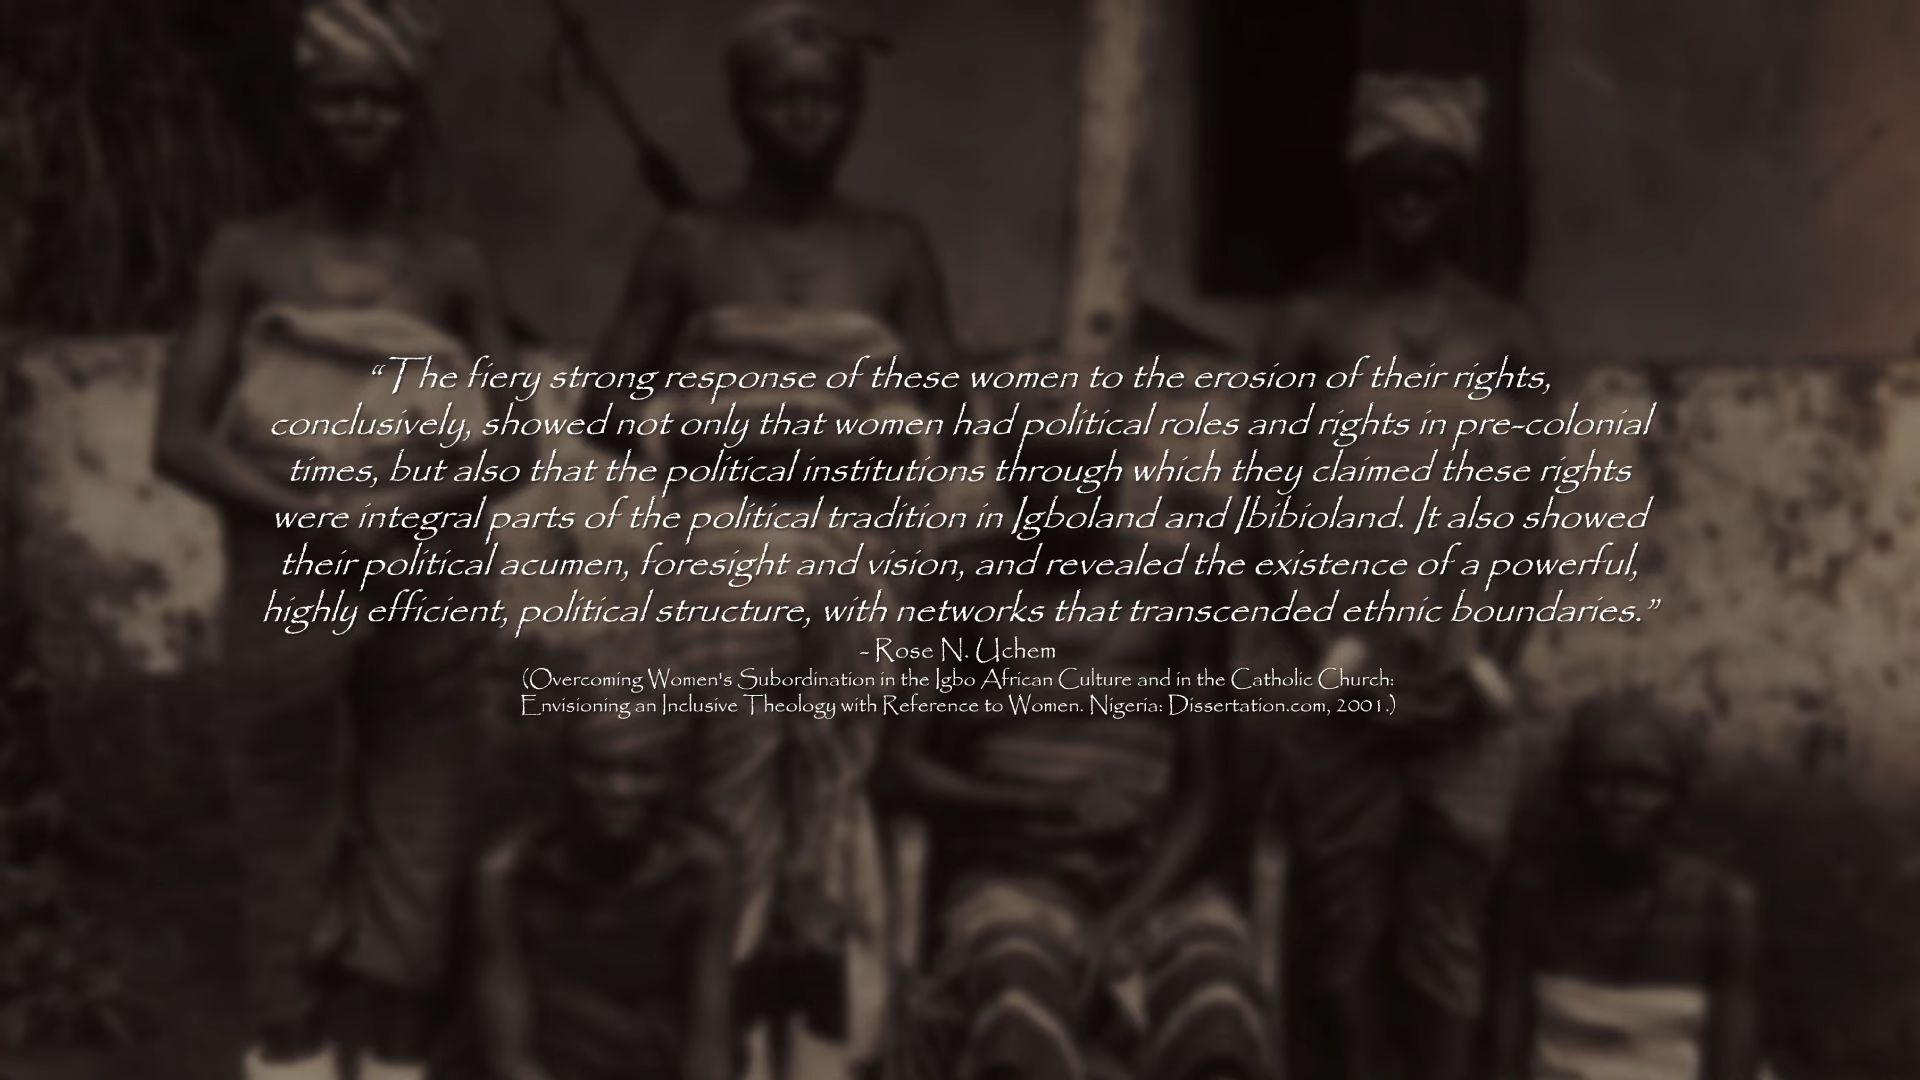 “The fiery strong response of these women to the erosion of their rights,
conclusively, showed not only that women had political roles and rights in pre-colonial
times, but also that the political institutions through which they claimed these rights
were integral parts of the political tradition in Igboland and Ibibioland. It also showed
their political acumen, foresight and vision, and revealed the existence of a powerful,
highly efficient, political structure, with networks that transcended ethnic boundaries.”
- Rose N. Uchem
(Overcoming Women's Subordination in the Igbo African Culture and in the Catholic Church:
Envisioning an Inclusive Theology with Reference to Women. Nigeria: Dissertation.com, 2001.)